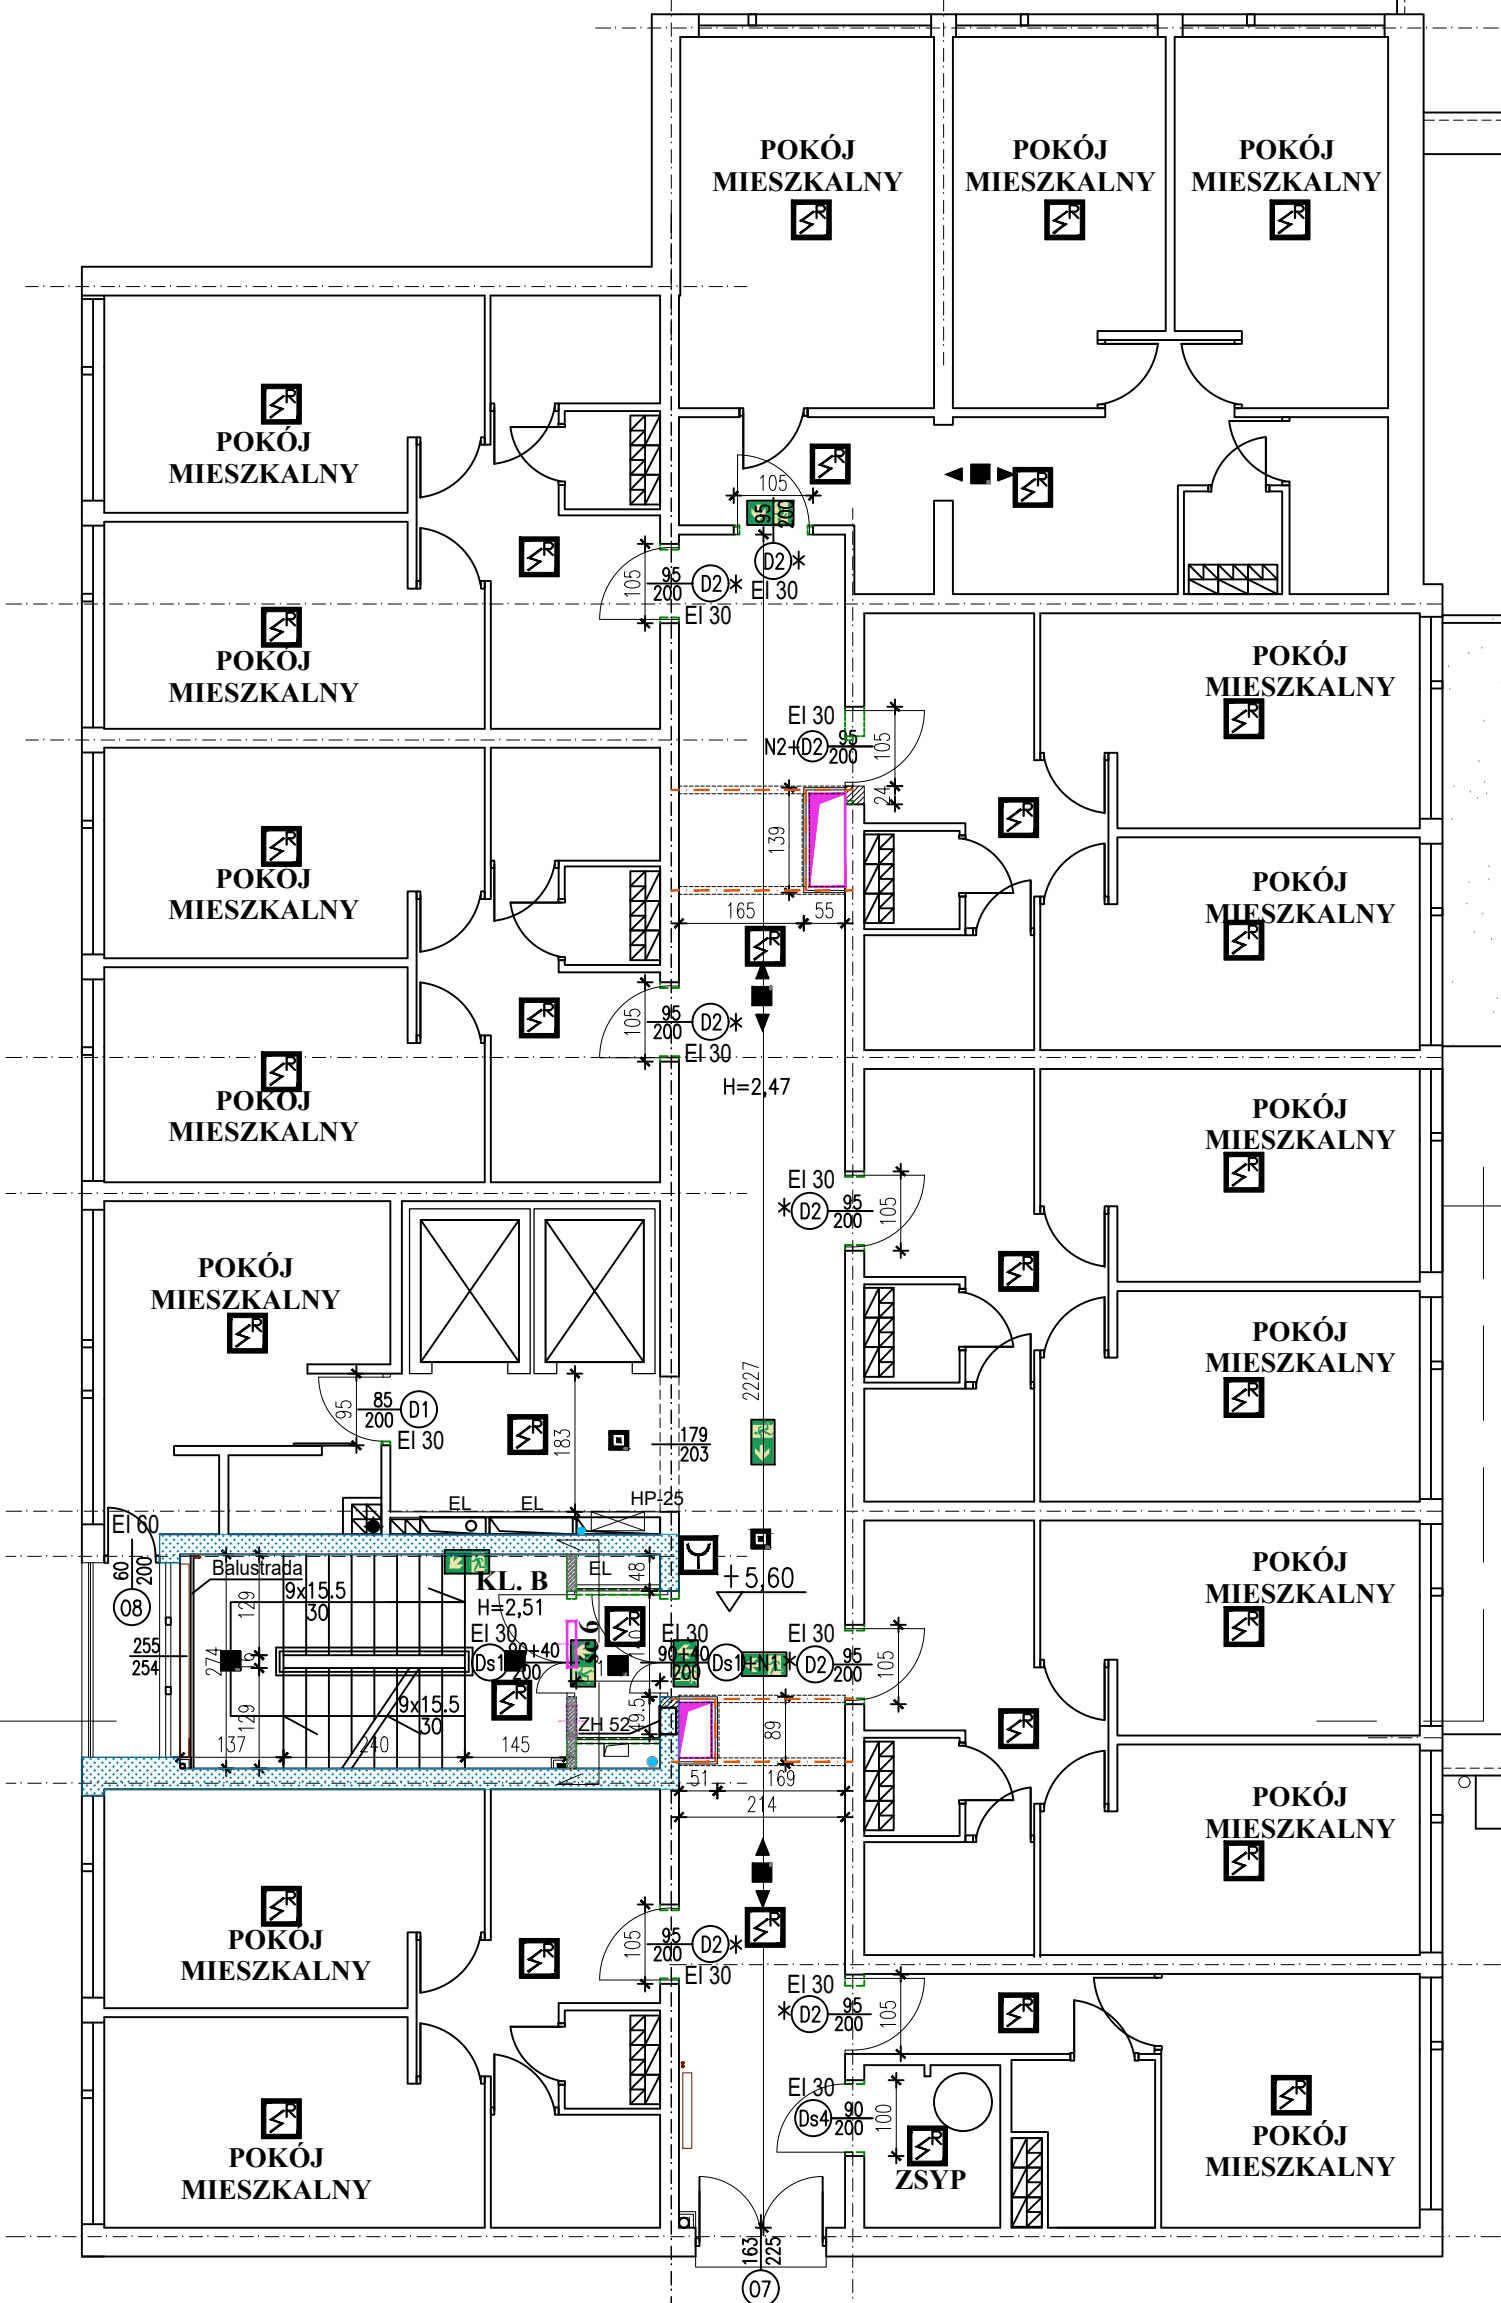 POKÓJ
MIESZKALNY
R
POKÓJ
MIESZKALNY
R
POKÓJ
MIESZKALNY
R
R
POKÓJ
MIESZKALNY
R
R
105
95
200
D2*
EI 30
R
105
95
200
D2*
EI 30
R
POKÓJ
MIESZKALNY
POKÓJ
MIESZKALNY
R
EI 30
N2+D2
95
200
105
24
139
R
R
POKÓJ
MIESZKALNY
POKÓJ
MIESZKALNY
R
165
55
R
105
95
200
D2*
EI 30
R
R
POKÓJ
MIESZKALNY
H=2,47
POKÓJ
MIESZKALNY
R
EI 30
*D2
95
200
105
R
POKÓJ
MIESZKALNY
R
POKÓJ
MIESZKALNY
R
2227
95
85
200
D1
EI 30
R
183
179
203
EL
EL
HP-25
EI 60
60
200
08
Balustrada
9x15.5
30
129
274
129
KL. B
H=2,51
EL
48
+5,60
POKÓJ
MIESZKALNY
R
255
254
EI 30
Ds1
90+40
200
R
EI 30
90+40
200
Ds1+N1
EI 30
*D2
95
200
105
9x15.5
30
R
ZH 52
49.5
89
R
137
240
145
51
169
214
POKÓJ
MIESZKALNY
R
R
POKÓJ
MIESZKALNY
R
105
95
200
D2*
EI 30
R
EI 30
*D2
95
200
105
R
EI 30
Ds4
90
200
100
R
ZSYP
R
POKÓJ
MIESZKALNY
R
POKÓJ
MIESZKALNY
163
225
07